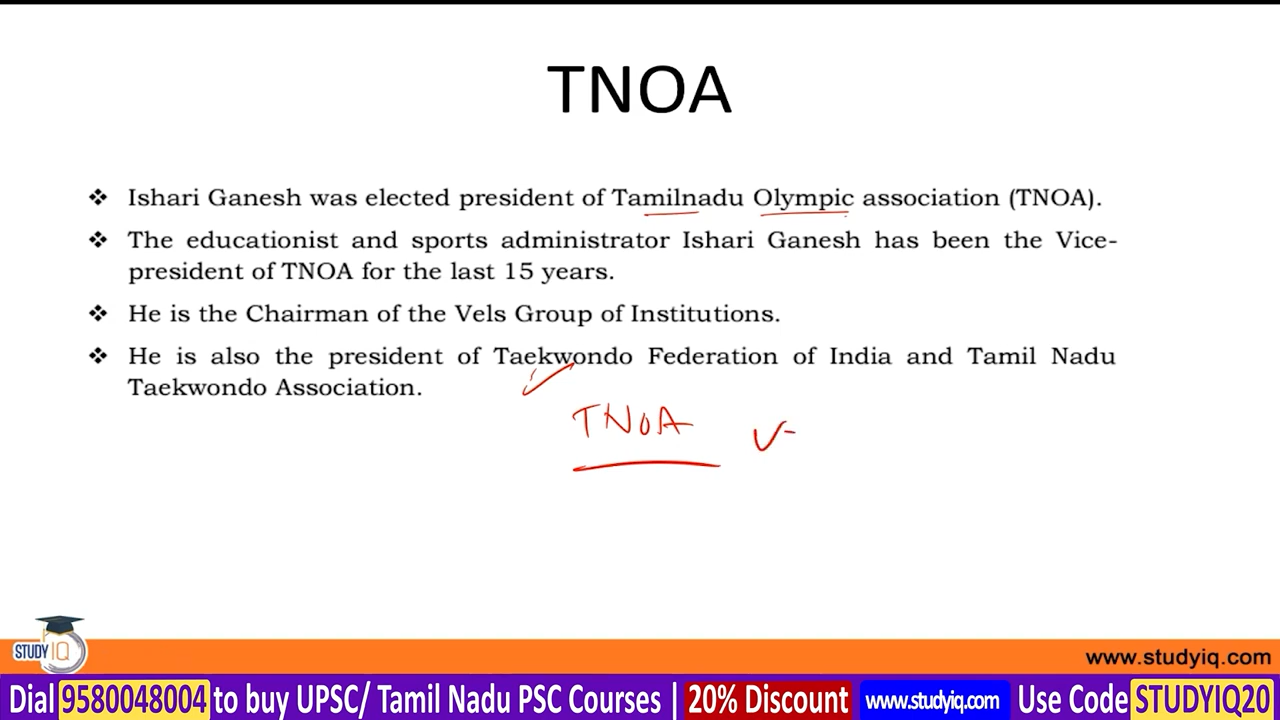 TNOA
❖ Ishari Ganesh was elected president of Tamilnadu Olympic association (TNOA).
❖ The educationist and sports administrator Ishari Ganesh has been the Vice-
president of TNOA for the last 15 years.
❖ He is the Chairman of the Vels Group of Institutions.
❖ He is also the president of Taekwondo Federation of India and Tamil Nadu
Taekwondo Association.
TNOA
STUDY IQ
www.studyiq.com
Dial 9580048004 to buy UPSC/ Tamil Nadu PSC Courses | 20% Discount www.studyiq.com Use Code STUDYIQ20